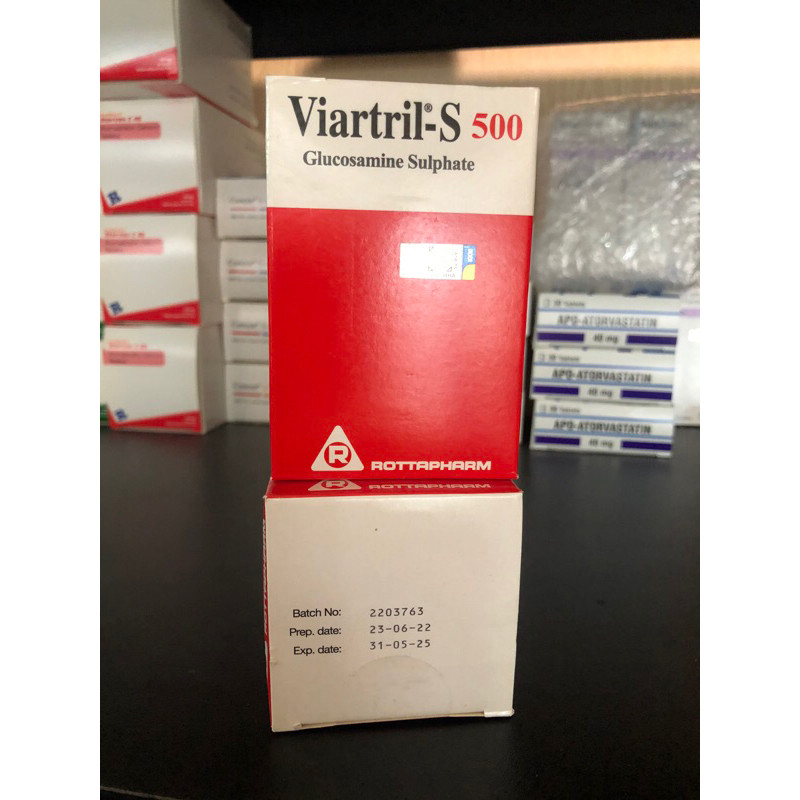 Viartril®-S 500
Glucosamine Sulphate
R
ROTTAPHARM
R ROTTAPHARM
Batch No: 2203763
Prep. date: 23-06-22
Exp. date: 31-05-25
APO-ATORVASTATIN
40 mg
APO-ATORVASTATIN
40 mg
APO-ATORVASTATIN
40 mg